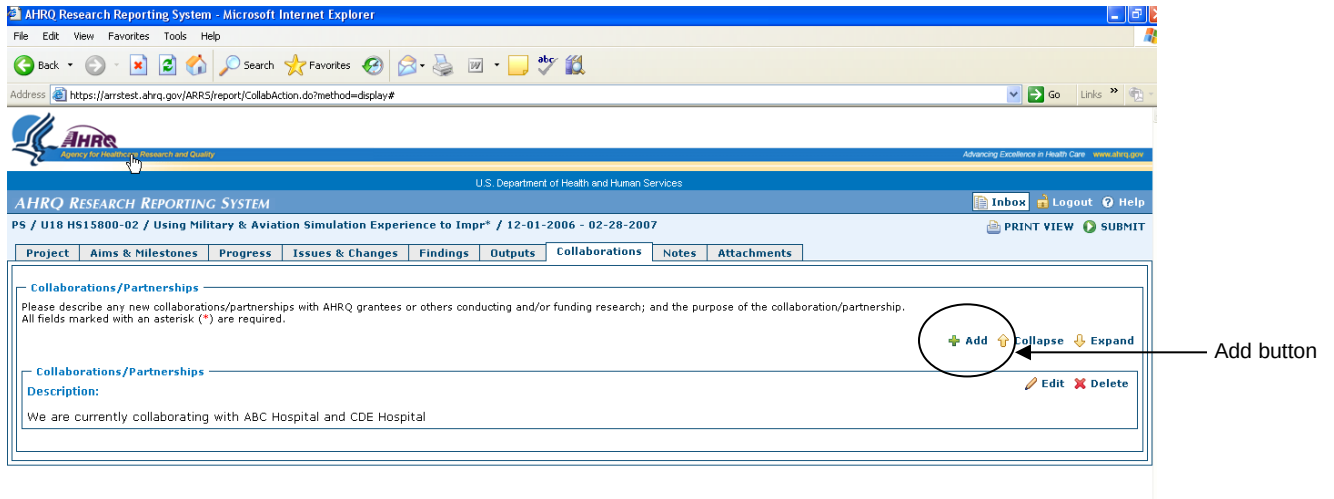 AHRQ Research Reporting System - Microsoft Internet Explorer
File Edit View Favorites Tools Help
Back Search Favorites
Address https://arrstest.ahrq.gov/ARRS/report/CollabAction.do?method=display# Go Links »
AHRQ
Agency for Healthcare Research and Quality Advancing Excellence in Health Care www.ahrq.gov
U.S. Department of Health and Human Services
AHRQ RESEARCH REPORTING SYSTEM Inbox Logout Help
PS / U18 HS15800-02 / Using Military & Aviation Simulation Experience to Impr* / 12-01-2006 - 02-28-2007 PRINT VIEW SUBMIT
Project Aims & Milestones Progress Issues & Changes Findings Outputs Collaborations Notes Attachments
Collaborations/Partnerships
Please describe any new collaborations/partnerships with AHRQ grantees or others conducting and/or funding research; and the purpose of the collaboration/partnership.
All fields marked with an asterisk (*) are required.
Add Collapse Expand
Add button
Collaborations/Partnerships
Edit Delete
Description:
We are currently collaborating with ABC Hospital and CDE Hospital